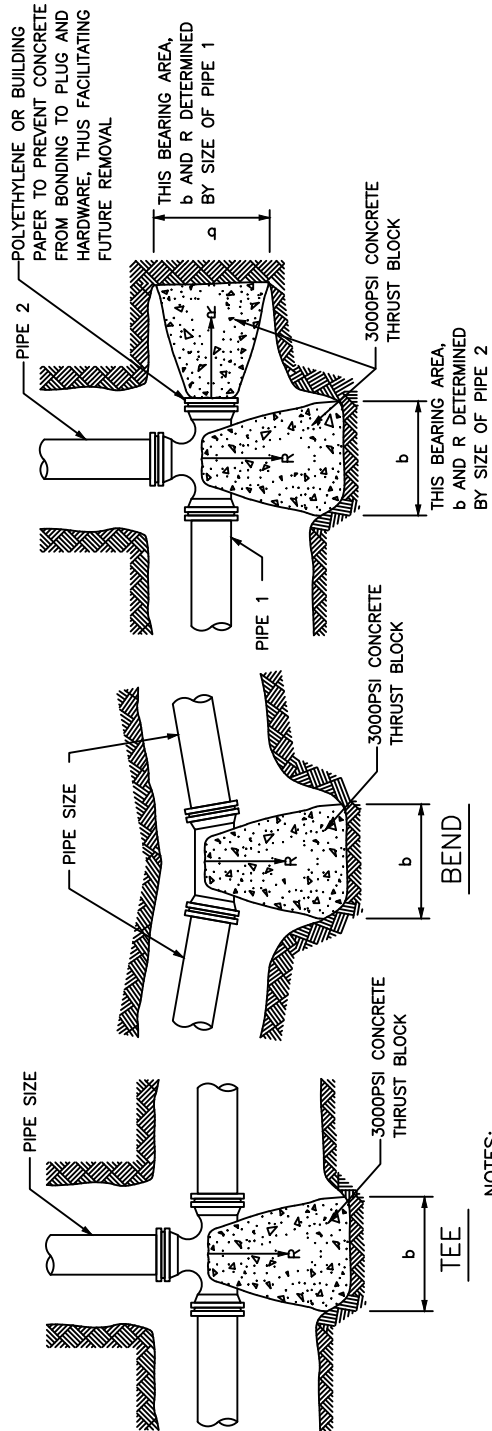 PIPE SIZE
3000PSI CONCRETE
THRUST BLOCK
R
b
TEE
NOTES:
PIPE SIZE
3000PSI CONCRETE
THRUST BLOCK
R
b
BEND
POLYETHYLENE OR BUILDING
PAPER TO PREVENT CONCRETE
FROM BONDING TO PLUG AND
HARDWARE, THUS FACILITATING
FUTURE REMOVAL
PIPE 2
THIS BEARING AREA,
b AND R DETERMINED
BY SIZE OF PIPE 1
b
R
R
PIPE 1
3000PSI CONCRETE
THRUST BLOCK
b
THIS BEARING AREA,
b AND R DETERMINED
BY SIZE OF PIPE 2